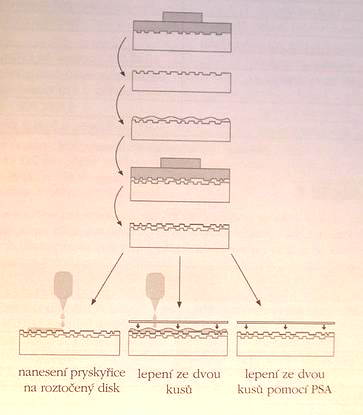 nanesení pryskyřice
na roztočený disk
lepení ze dvou
kusů
lepení ze dvou
kusů pomocí PSA